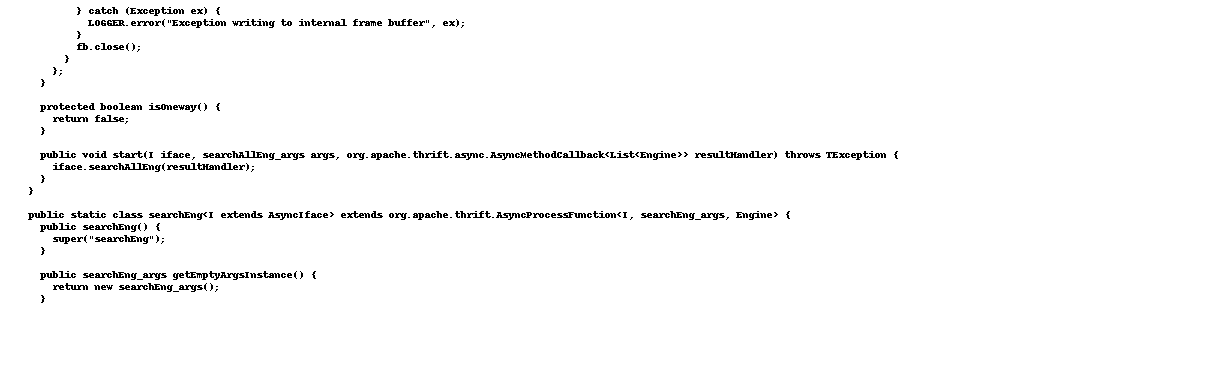 } catch (Exception ex) {
          LOGGER.error("Exception writing to internal frame buffer", ex);
        }
        fb.close();
      }
    };
  }

  protected boolean isOneway() {
    return false;
  }

  public void start(I iface, searchAllEng_args args, org.apache.thrift.async.AsyncMethodCallback<List<Engine>> resultHandler) throws TException {
    iface.searchAllEng(resultHandler);
  }
}

public static class searchEng<I extends AsyncIface> extends org.apache.thrift.AsyncProcessFunction<I, searchEng_args, Engine> {
  public searchEng() {
    super("searchEng");
  }

  public searchEng_args getEmptyArgsInstance() {
    return new searchEng_args();
  }